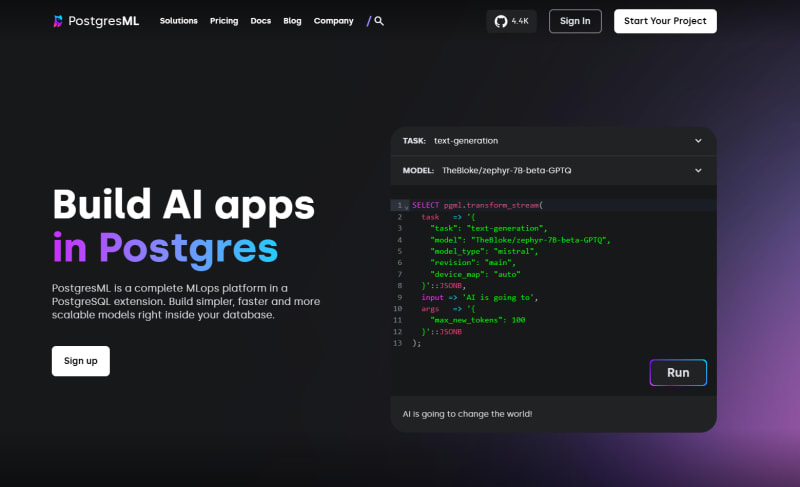 PostgresML Solutions Pricing Docs Blog Company / 4.4K Sign In Start Your Project
Build AI apps
in Postgres
PostgresML is a complete MLops platform in a
PostgreSQL extension. Build simpler, faster and more
scalable models right inside your database.
Sign up
TASK: text-generation
MODEL: TheBloke/zephyr-7B-beta-GPTQ
1 SELECT pgml.transform_stream(
2 task => '{
3 "task": "text-generation",
4 "model": "TheBloke/zephyr-7B-beta-GPTQ",
5 "model_type": "mistral",
6 "revision": "main",
7 "device_map": "auto"
8 }'::JSONB,
9 input => 'AI is going to',
10 args => '{
11 "max_new_tokens": 100
12 }'::JSONB
13 );
Run
AI is going to change the world!